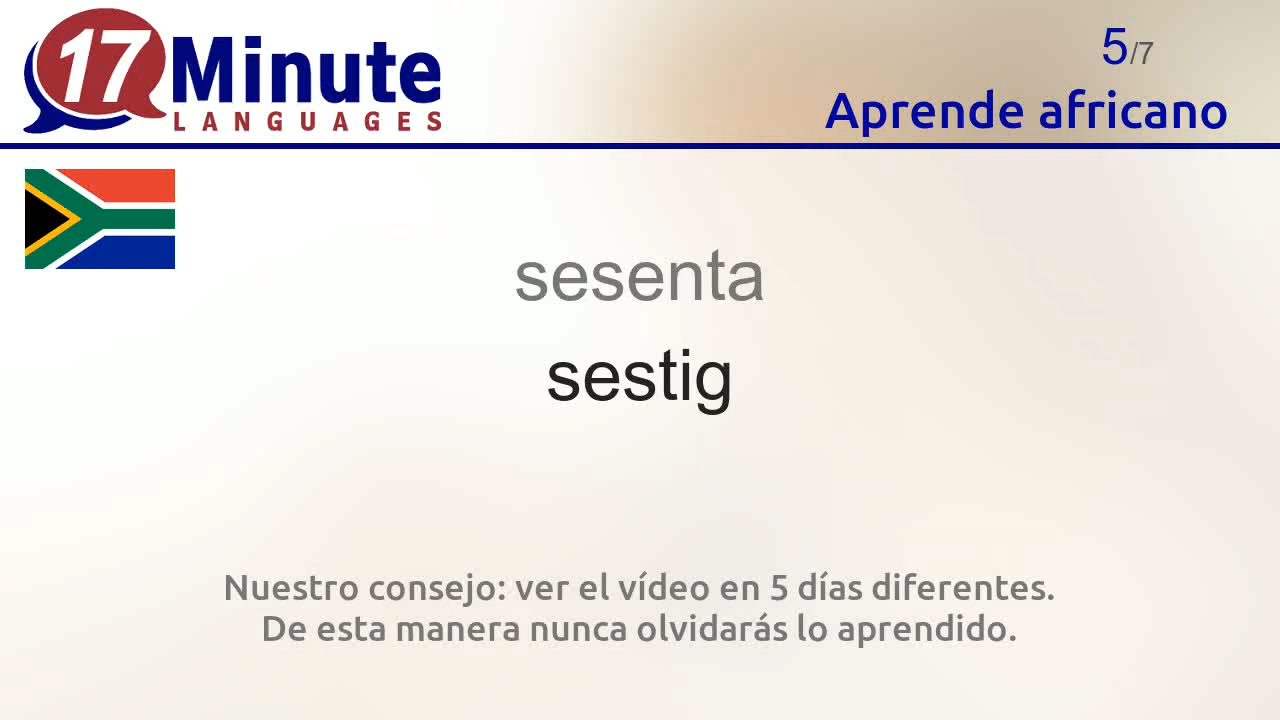 17 Minute
LANGUAGES
5/7
Aprende africano
sesenta
sestig
Nuestro consejo: ver el vídeo en 5 días diferentes.
De esta manera nunca olvidarás lo aprendido.